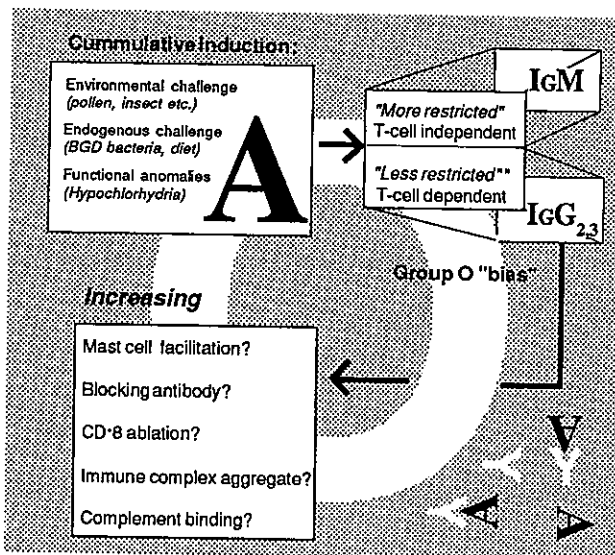 Cummulative induction:
Environmental challenge
(pollen, insect etc.)
Endogenous challenge
(BGD bacteria, diet)
Functional anomalies
(Hypochlorhydria)
A
"More restricted"
T-cell independent
"Less restricted""
T-cell dependent
IGM
IGG2,3
Group O "bias"
Increasing
Mast cell facilitation?
Blocking antibody?
CD·8 ablation?
Immune complex aggregate?
Complement binding?
A
Y
Y
Y
A
A